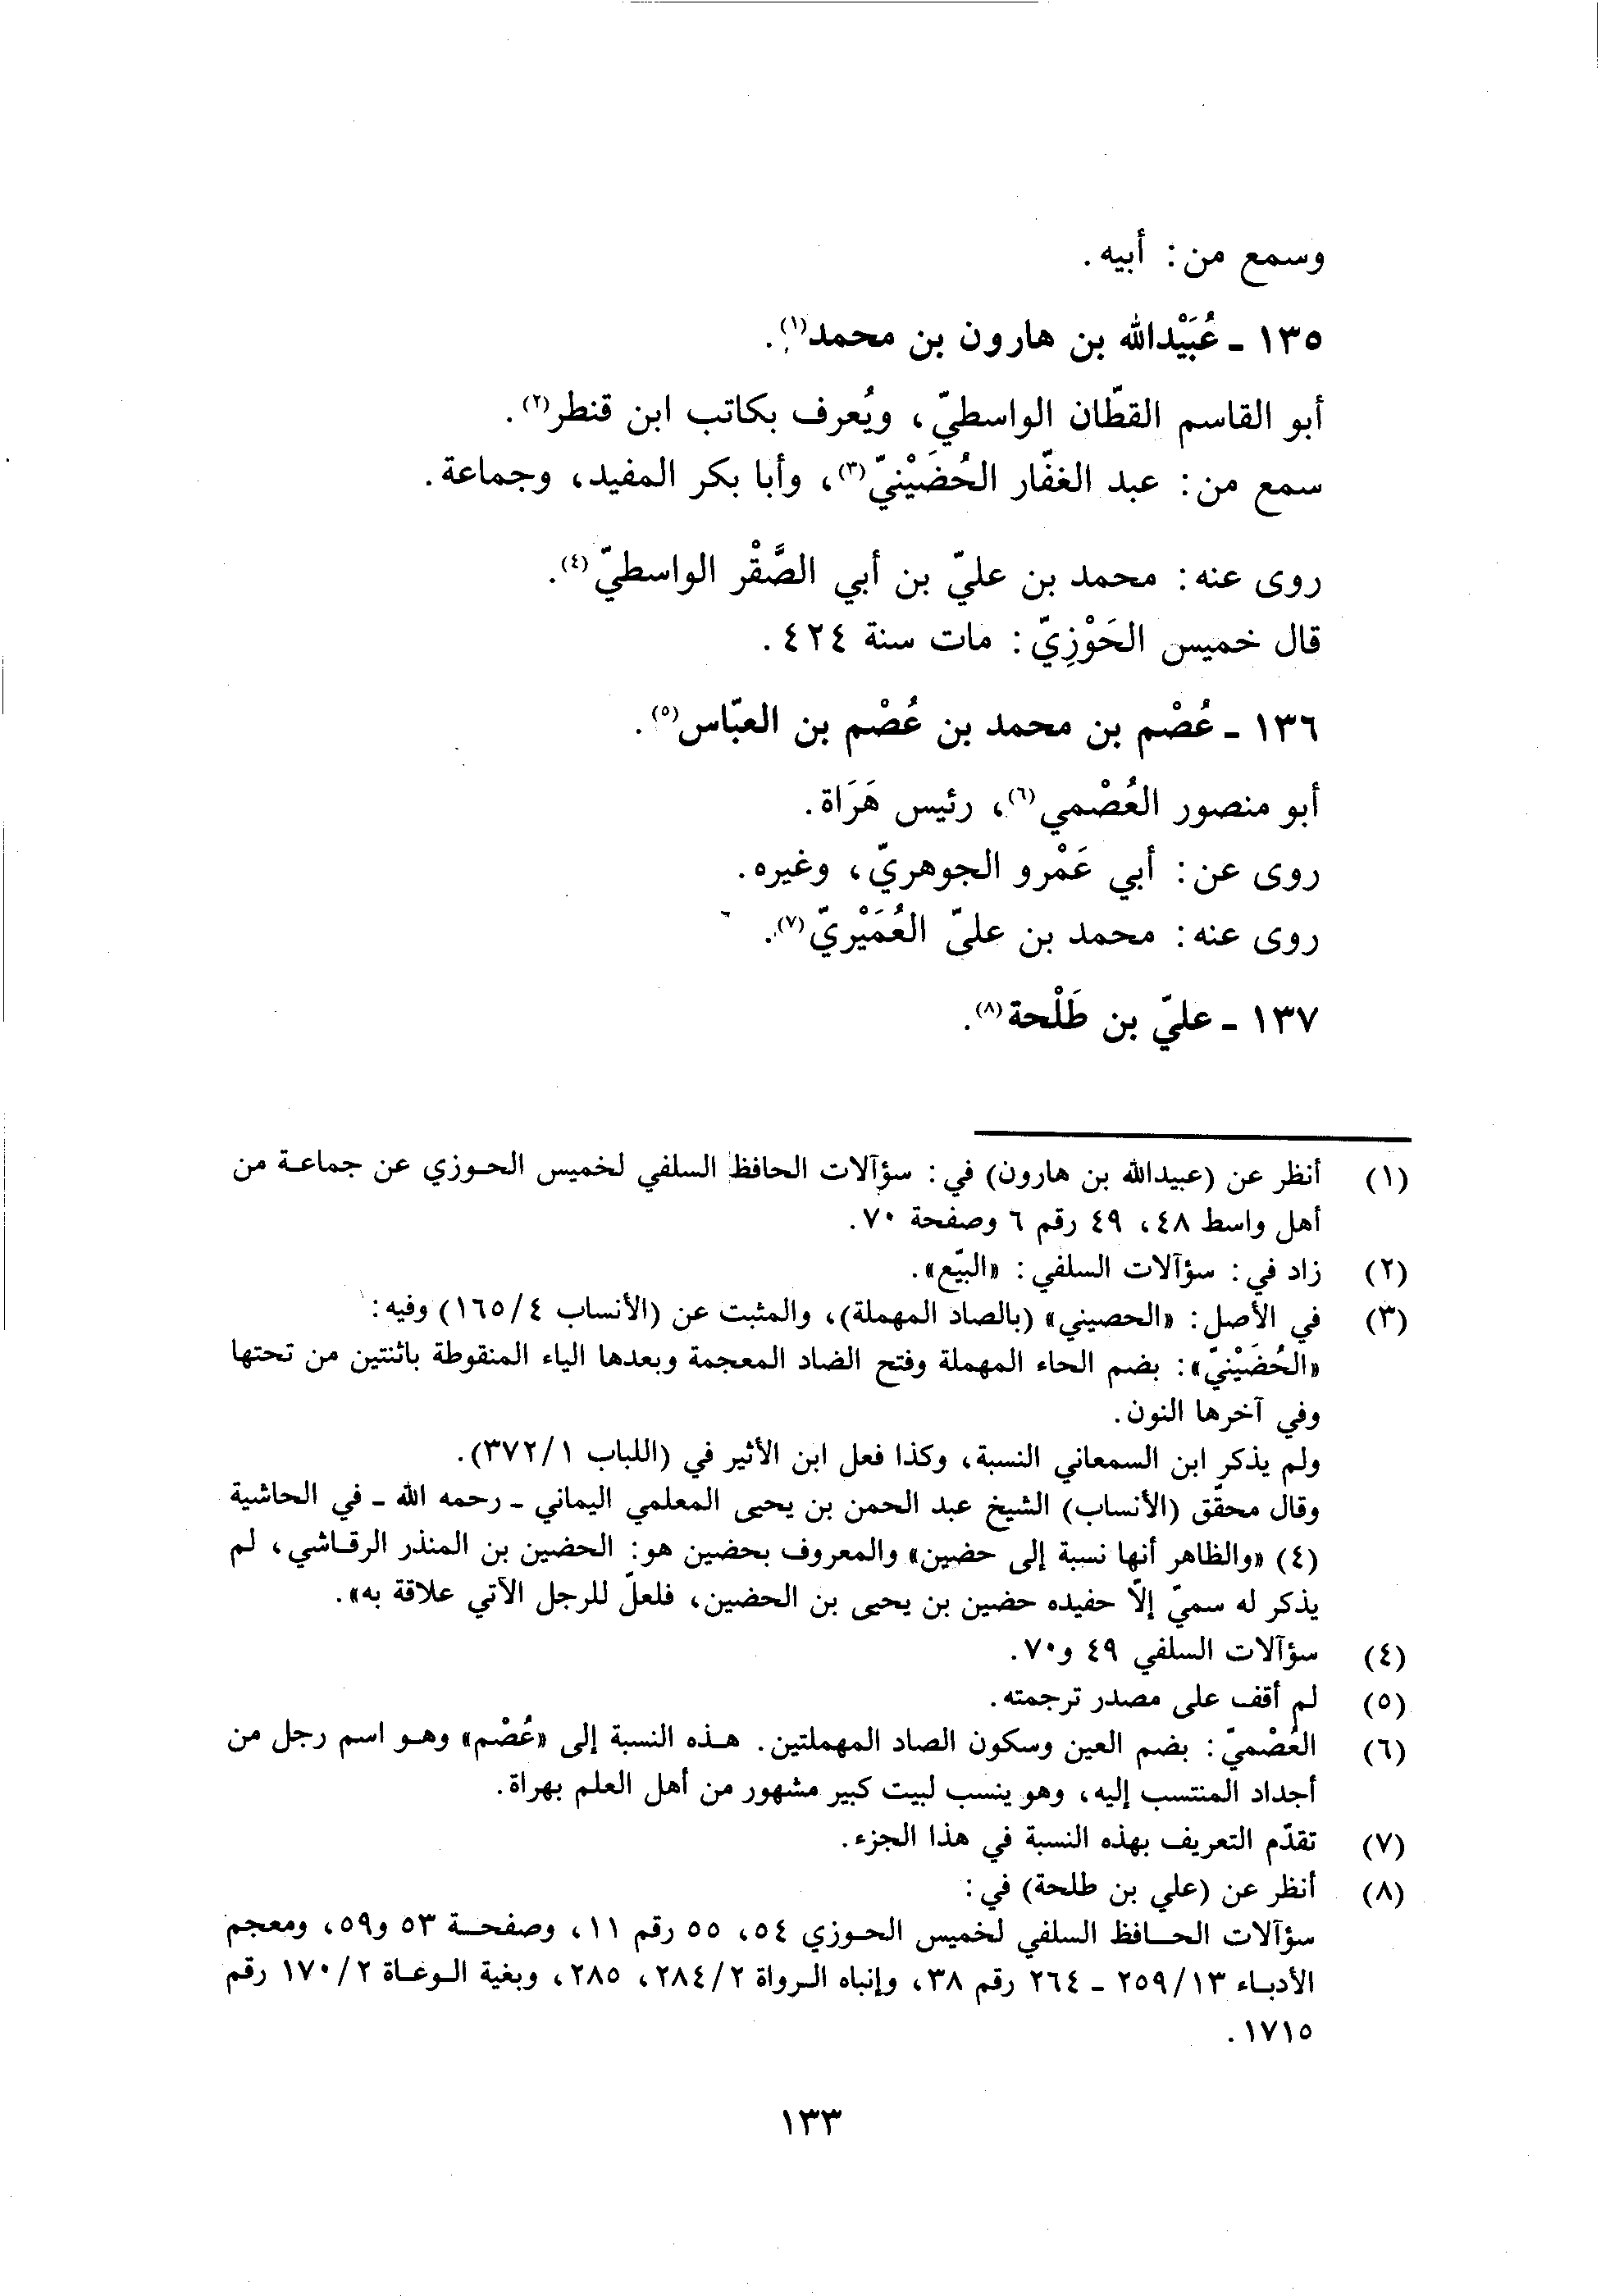 وسمع من: أبيه.
١٣٥ ـ عُبَيْدالله بن هارون بن محمد(١).
أبو القاسم القطّان الواسطيّ، ويُعرف بكاتب ابن قنطر(٢).
سمع من: عبد الغفّار الحُضَيْنيّ(٣)، وأبا بكر المفيد، وجماعة.
روى عنه: محمد بن عليّ بن أبي الصَّقْر الواسطيّ(٤).
قال خميس الحَوْزِيّ: مات سنة ٤٢٤.
١٣٦ ـ عُصْم بن محمد بن عُصْم بن العبّاس(٥).
أبو منصور العُصْمي(٦)، رئيس هَرَاة.
روى عن: أبي عَمْرو الجوهريّ، وغيره.
روى عنه: محمد بن عليّ العُمَيْريّ(٧).
١٣٧ ـ عليّ بن طَلْحة(٨).
(١) أنظر عن (عبيدالله بن هارون) في: سؤآلات الحافظ السلفي لخميس الحوزي عن جماعة من
أهل واسط ٤٨، ٤٩ رقم ٦ وصفحة ٧٠.
(٢) زاد في: سؤآلات السلفي: «البيّع».
(٣) في الأصل: «الحصيني» (بالصاد المهملة)، والمثبت عن (الأنساب ٤/١٦٥) وفيه:
«الحُضَيْنيّ»: بضم الحاء المهملة وفتح الضاد المعجمة وبعدها الياء المنقوطة باثنتين من تحتها
وفي آخرها النون.
ولم يذكر ابن السمعاني النسبة، وكذا فعل ابن الأثير في (اللباب ١/٣٧٢).
وقال محقّق (الأنساب) الشيخ عبد الحمن بن يحيى المعلمي اليماني ـ رحمه الله ـ في الحاشية
(٤) «والظاهر أنها نسبة إلى حضين» والمعروف بحضين هو: الحضين بن المنذر الرقاشي، لم
يذكر له سميّ إلّا حفيده حضين بن يحيى بن الحضين، فلعلّ للرجل الآتي علاقة به».
(٤) سؤآلات السلفي ٤٩ و٧٠.
(٥) لم أقف على مصدر ترجمته.
(٦) العُصْميّ: بضم العين وسكون الصاد المهملتين. هذه النسبة إلى «عُصْم» وهو اسم رجل من
أجداد المنتسب إليه، وهو ينسب لبيت كبير مشهور من أهل العلم بهراة.
(٧) تقدّم التعريف بهذه النسبة في هذا الجزء.
(٨) أنظر عن (علي بن طلحة) في:
سؤآلات الحافظ السلفي لخميس الحوزي ٥٤، ٥٥ رقم ١١، وصفحة ٥٣ و٥٩، ومعجم
الأدباء ١٣/٢٥٩ ـ ٢٦٤ رقم ٣٨، وإنباه الرواة ٢/٢٨٤، ٢٨٥، وبغية الوعاة ٢/١٧٠ رقم
١٧١٥.
١٣٣